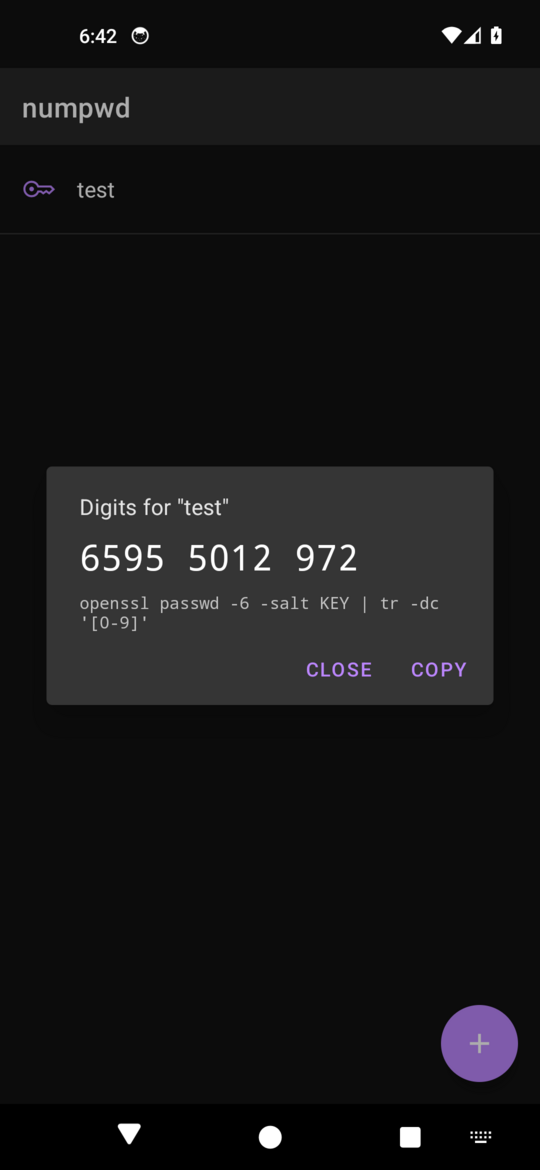 6:42
numpwd
test
Digits for "test"
6595 5012 972
openssl passwd -6 -salt KEY | tr -dc
'[0-9]'
CLOSE COPY